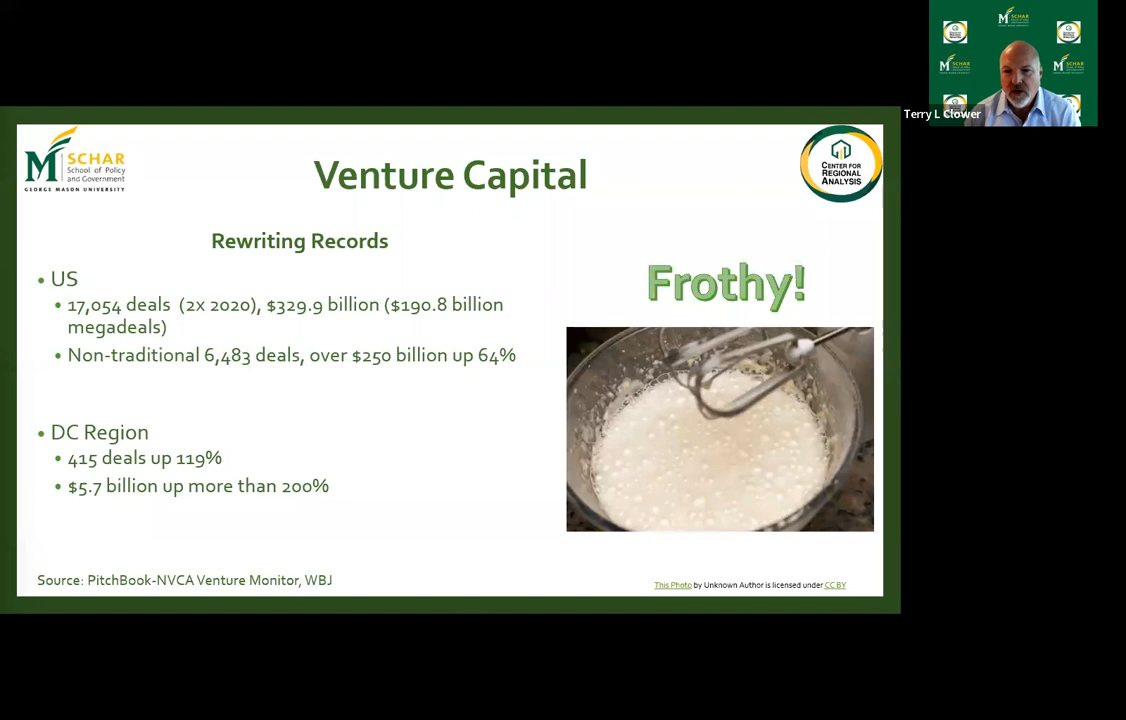 SCHAR
School of Policy
and Government
GEORGE MASON UNIVERSITY
Venture Capital
CENTER FOR
REGIONAL
ANALYSIS
Rewriting Records
• US
• 17,054 deals (2x 2020), $329.9 billion ($190.8 billion
megadeals)
• Non-traditional 6,483 deals, over $250 billion up 64%
• DC Region
• 415 deals up 119%
• $5.7 billion up more than 200%
Frothy!
Source: PitchBook-NVCA Venture Monitor, WBJ
This Photo by Unknown Author is licensed under CC BY
SCHAR
SCHAR
SCHAR
Terry L Clower